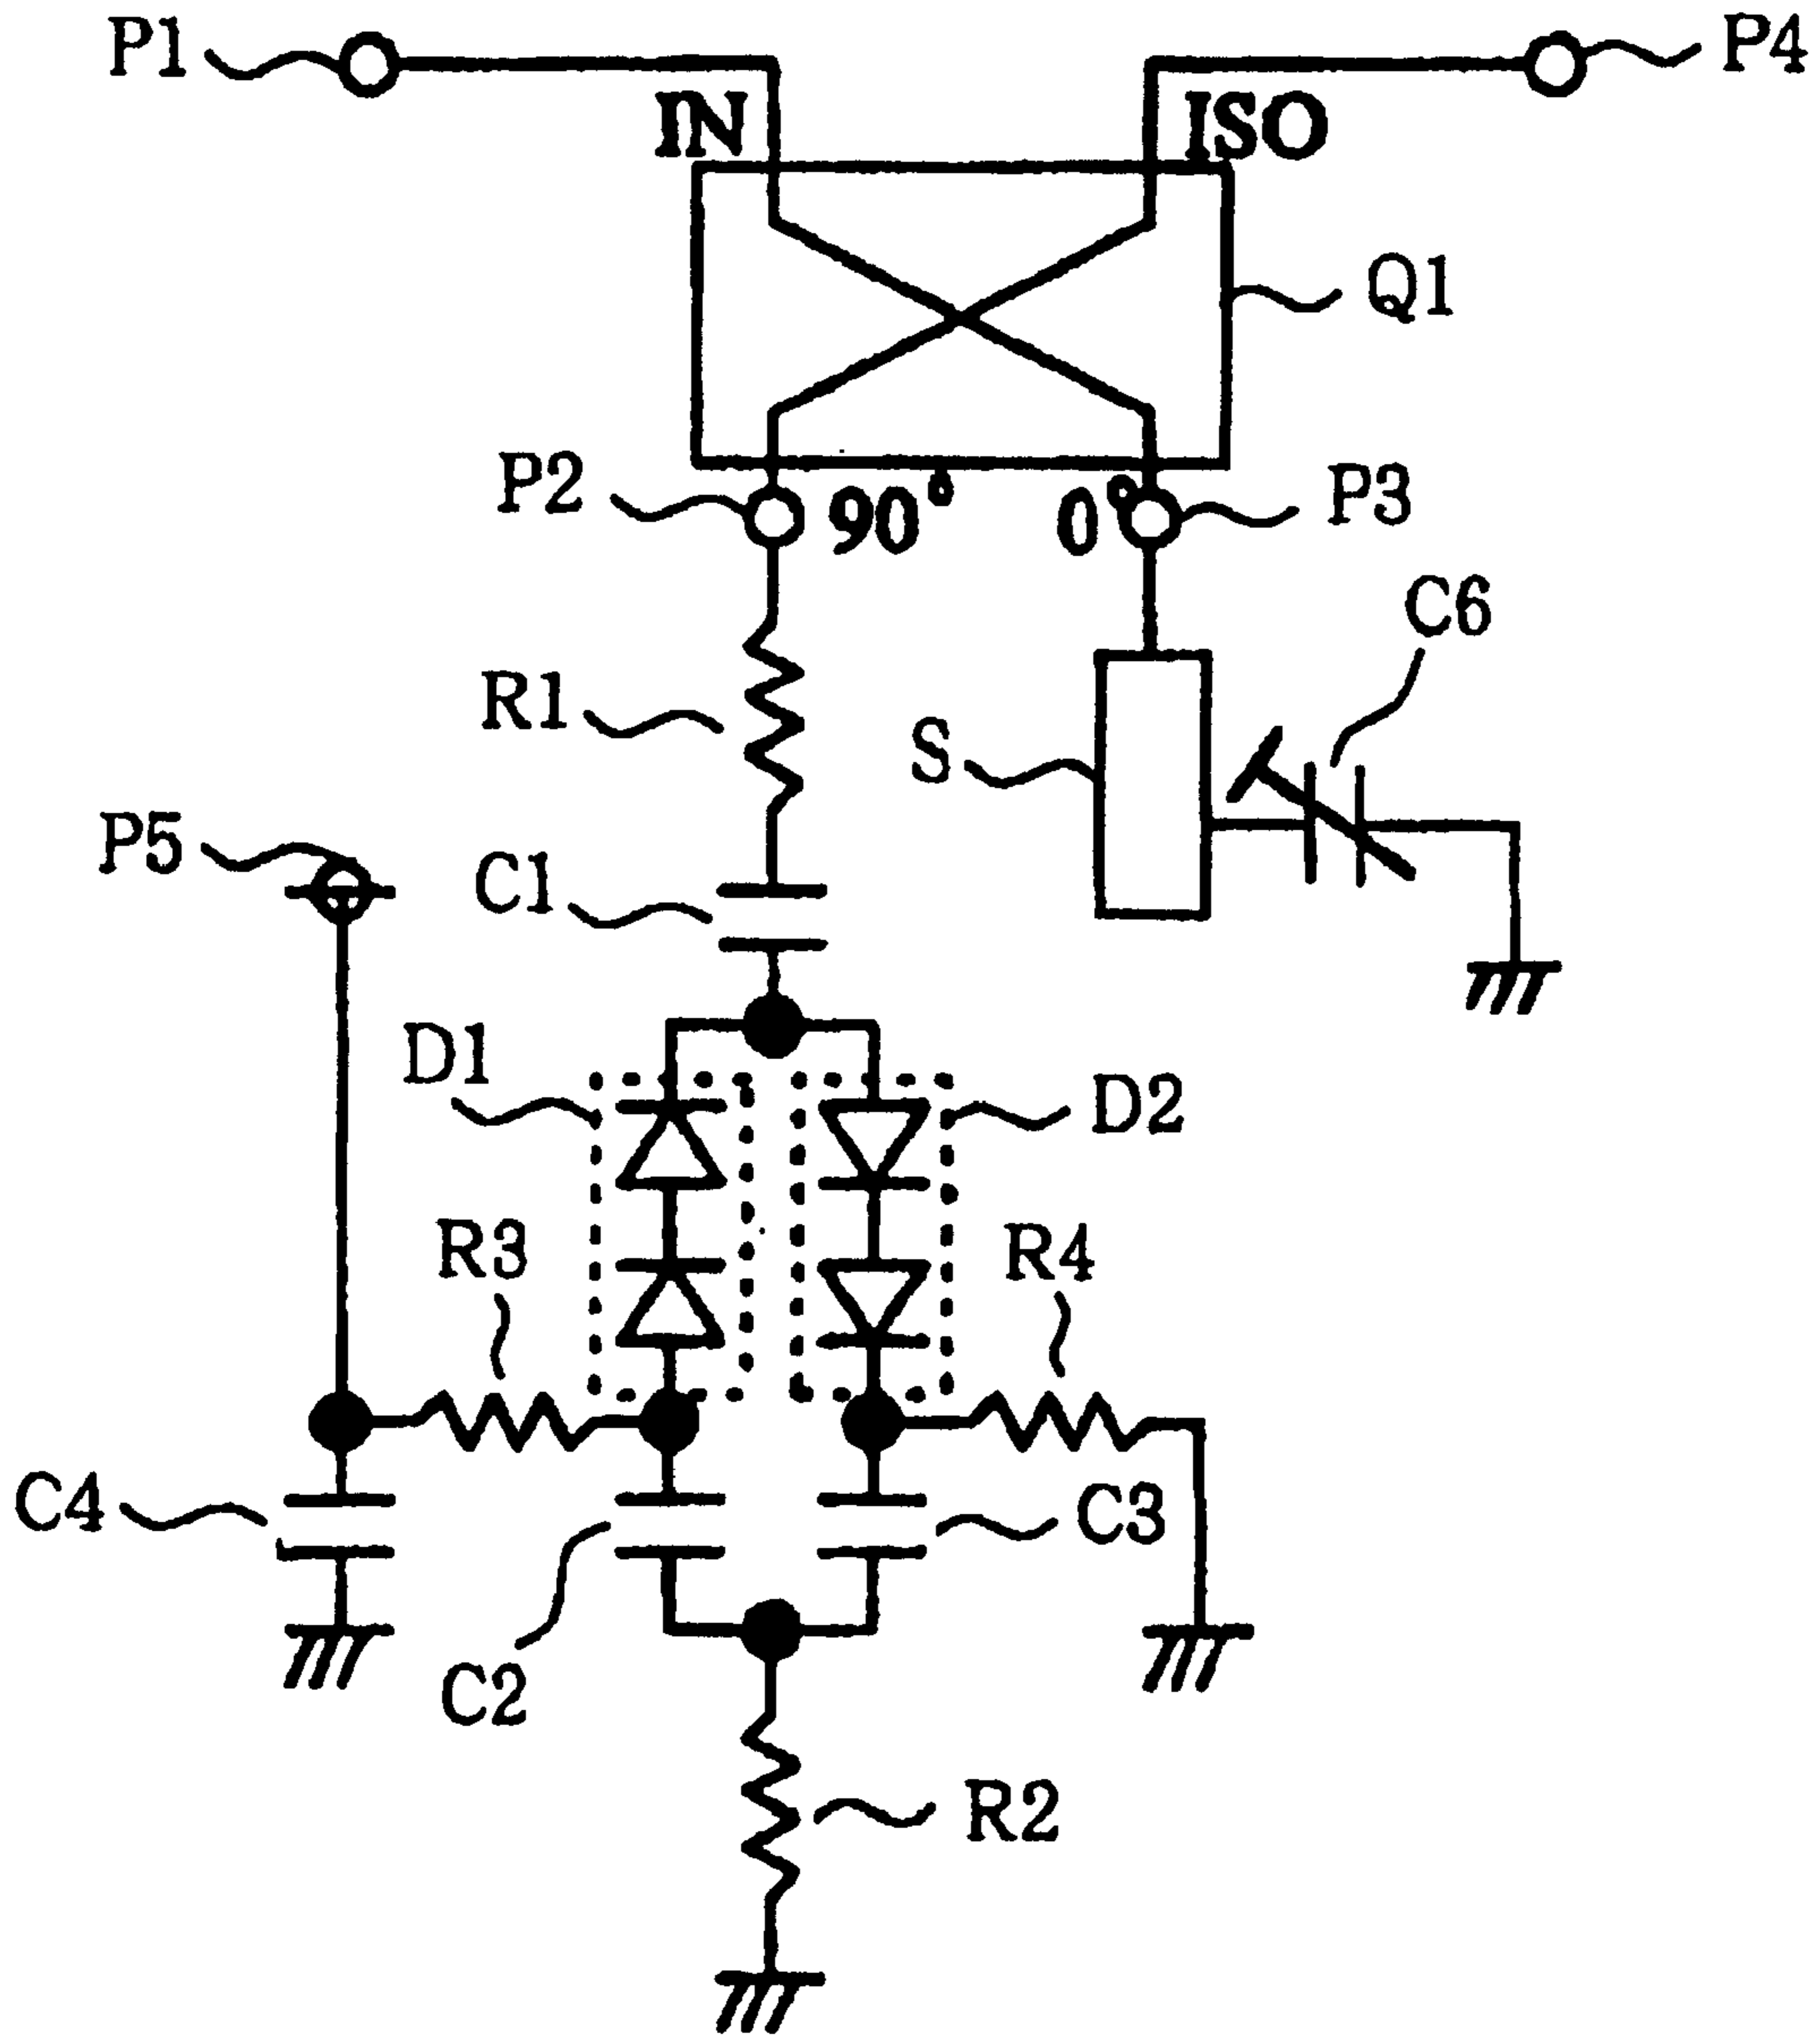 P1
P4
IN
ISO
Q1
P2
90°
0°
P3
C6
R1
S
P5
C1
D1
D2
R3
R4
C4
C3
C2
R2